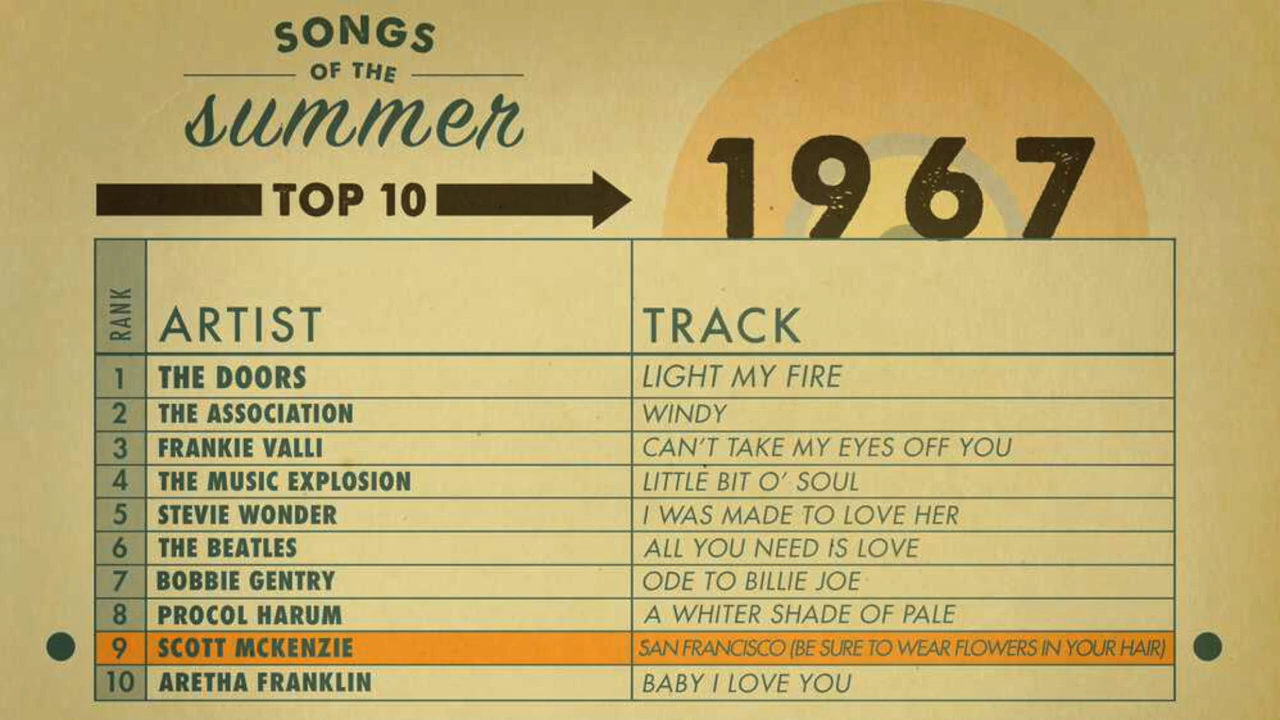 SONGS
OF THE
summer
TOP 10
1967
RANK ARTIST TRACK
1 THE DOORS LIGHT MY FIRE
2 THE ASSOCIATION WINDY
3 FRANKIE VALLI CAN'T TAKE MY EYES OFF YOU
4 THE MUSIC EXPLOSION LITTLE BIT O' SOUL
5 STEVIE WONDER I WAS MADE TO LOVE HER
6 THE BEATLES ALL YOU NEED IS LOVE
7 BOBBIE GENTRY ODE TO BILLIE JOE
8 PROCOL HARUM A WHITER SHADE OF PALE
9 SCOTT MCKENZIE SAN FRANCISCO (BE SURE TO WEAR FLOWERS IN YOUR HAIR)
10 ARETHA FRANKLIN BABY I LOVE YOU